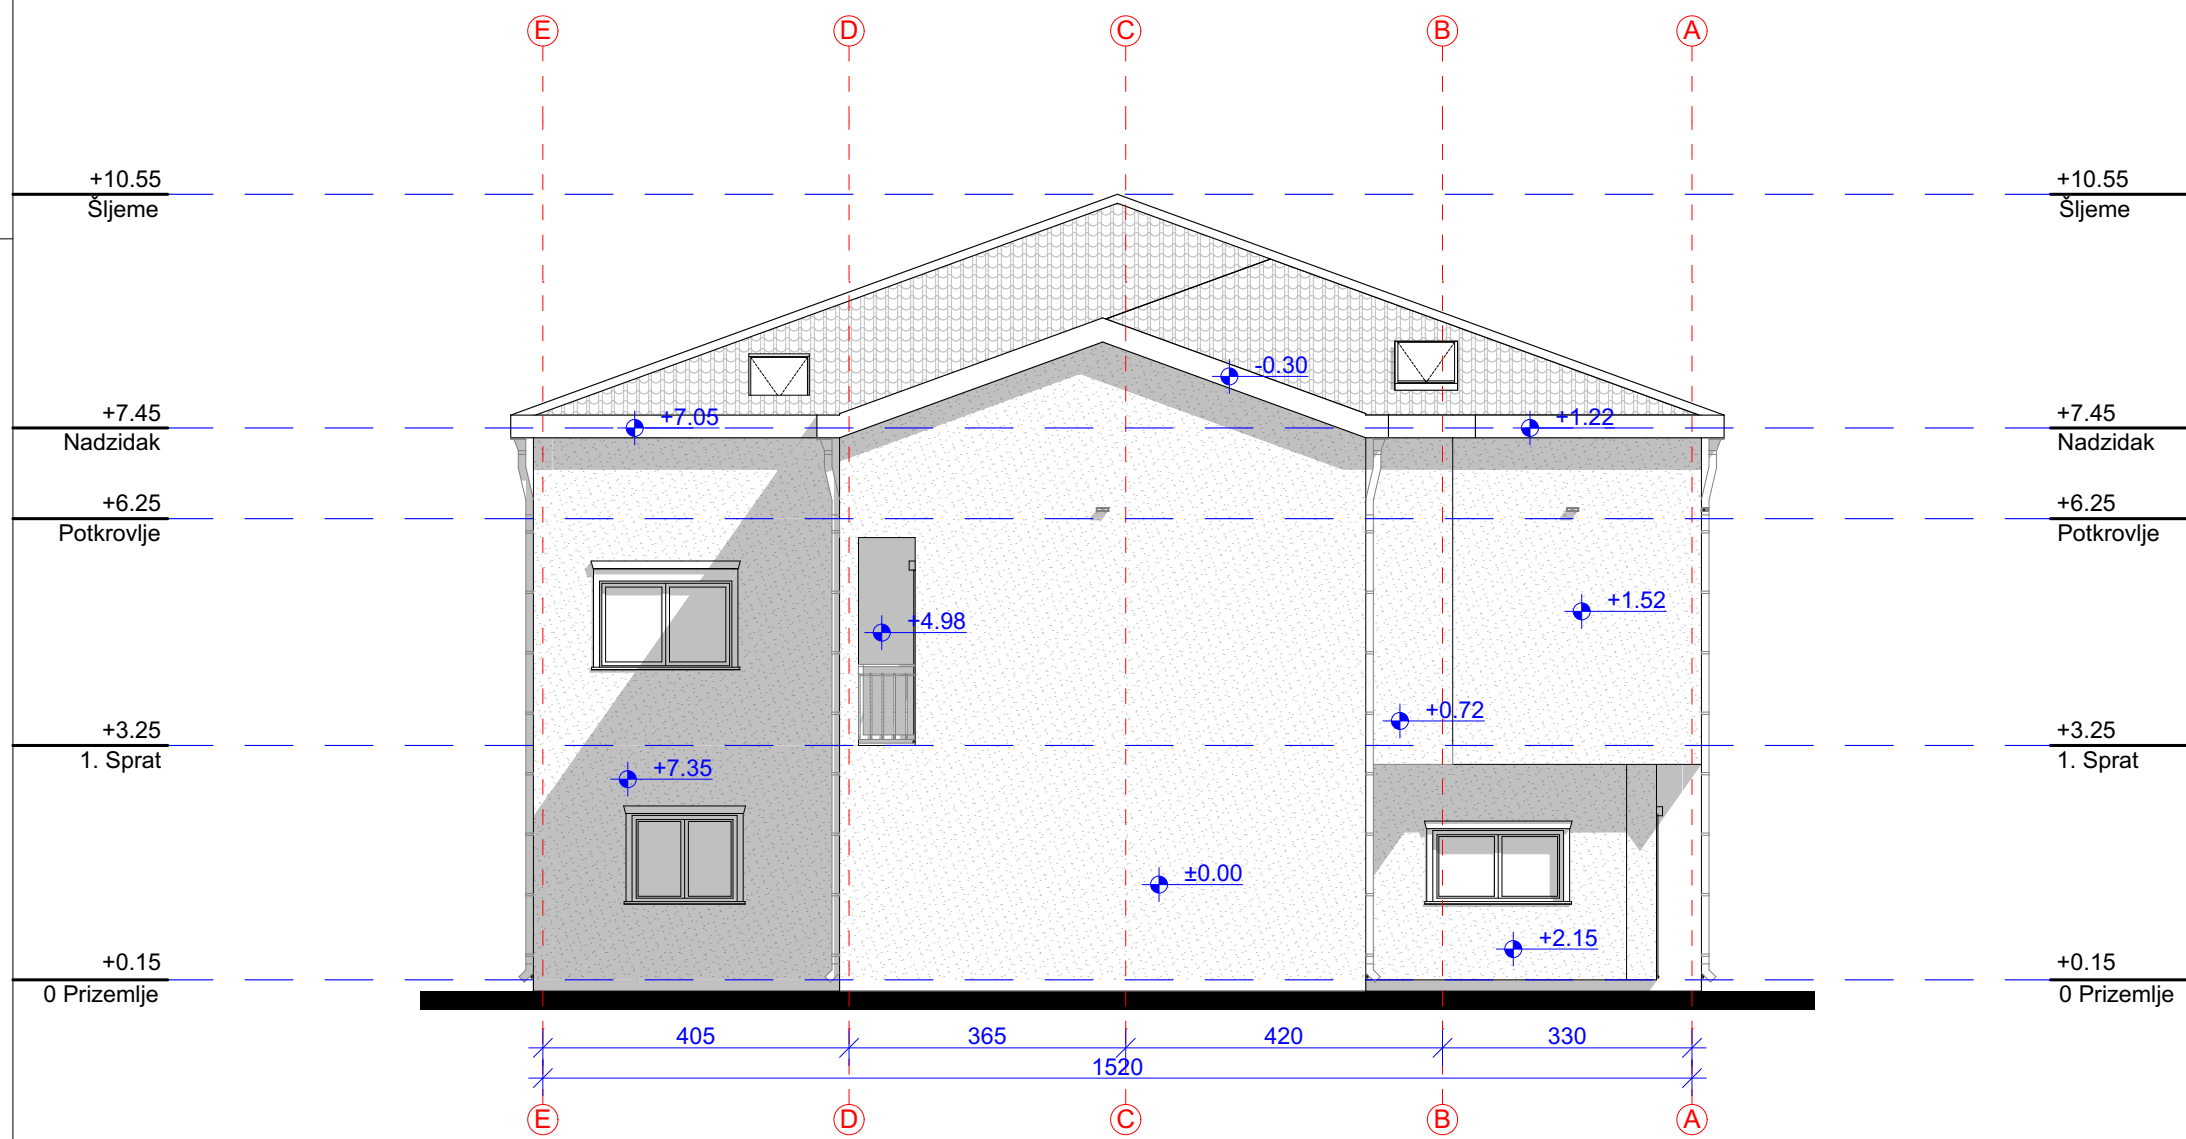 E D C B A
+10.55 +10.55
Šljeme Šljeme
-0.30
+7.45 +7.05 +1.22 +7.45
Nadzidak Nadzidak
+6.25 +6.25
Potkrovlje Potkrovlje
+1.52
+4.98
+0.72
+3.25 +3.25
1. Sprat 1. Sprat
+7.35
±0.00
+2.15
+0.15 +0.15
0 Prizemlje 0 Prizemlje
405 365 420 330
1520
E D C B A